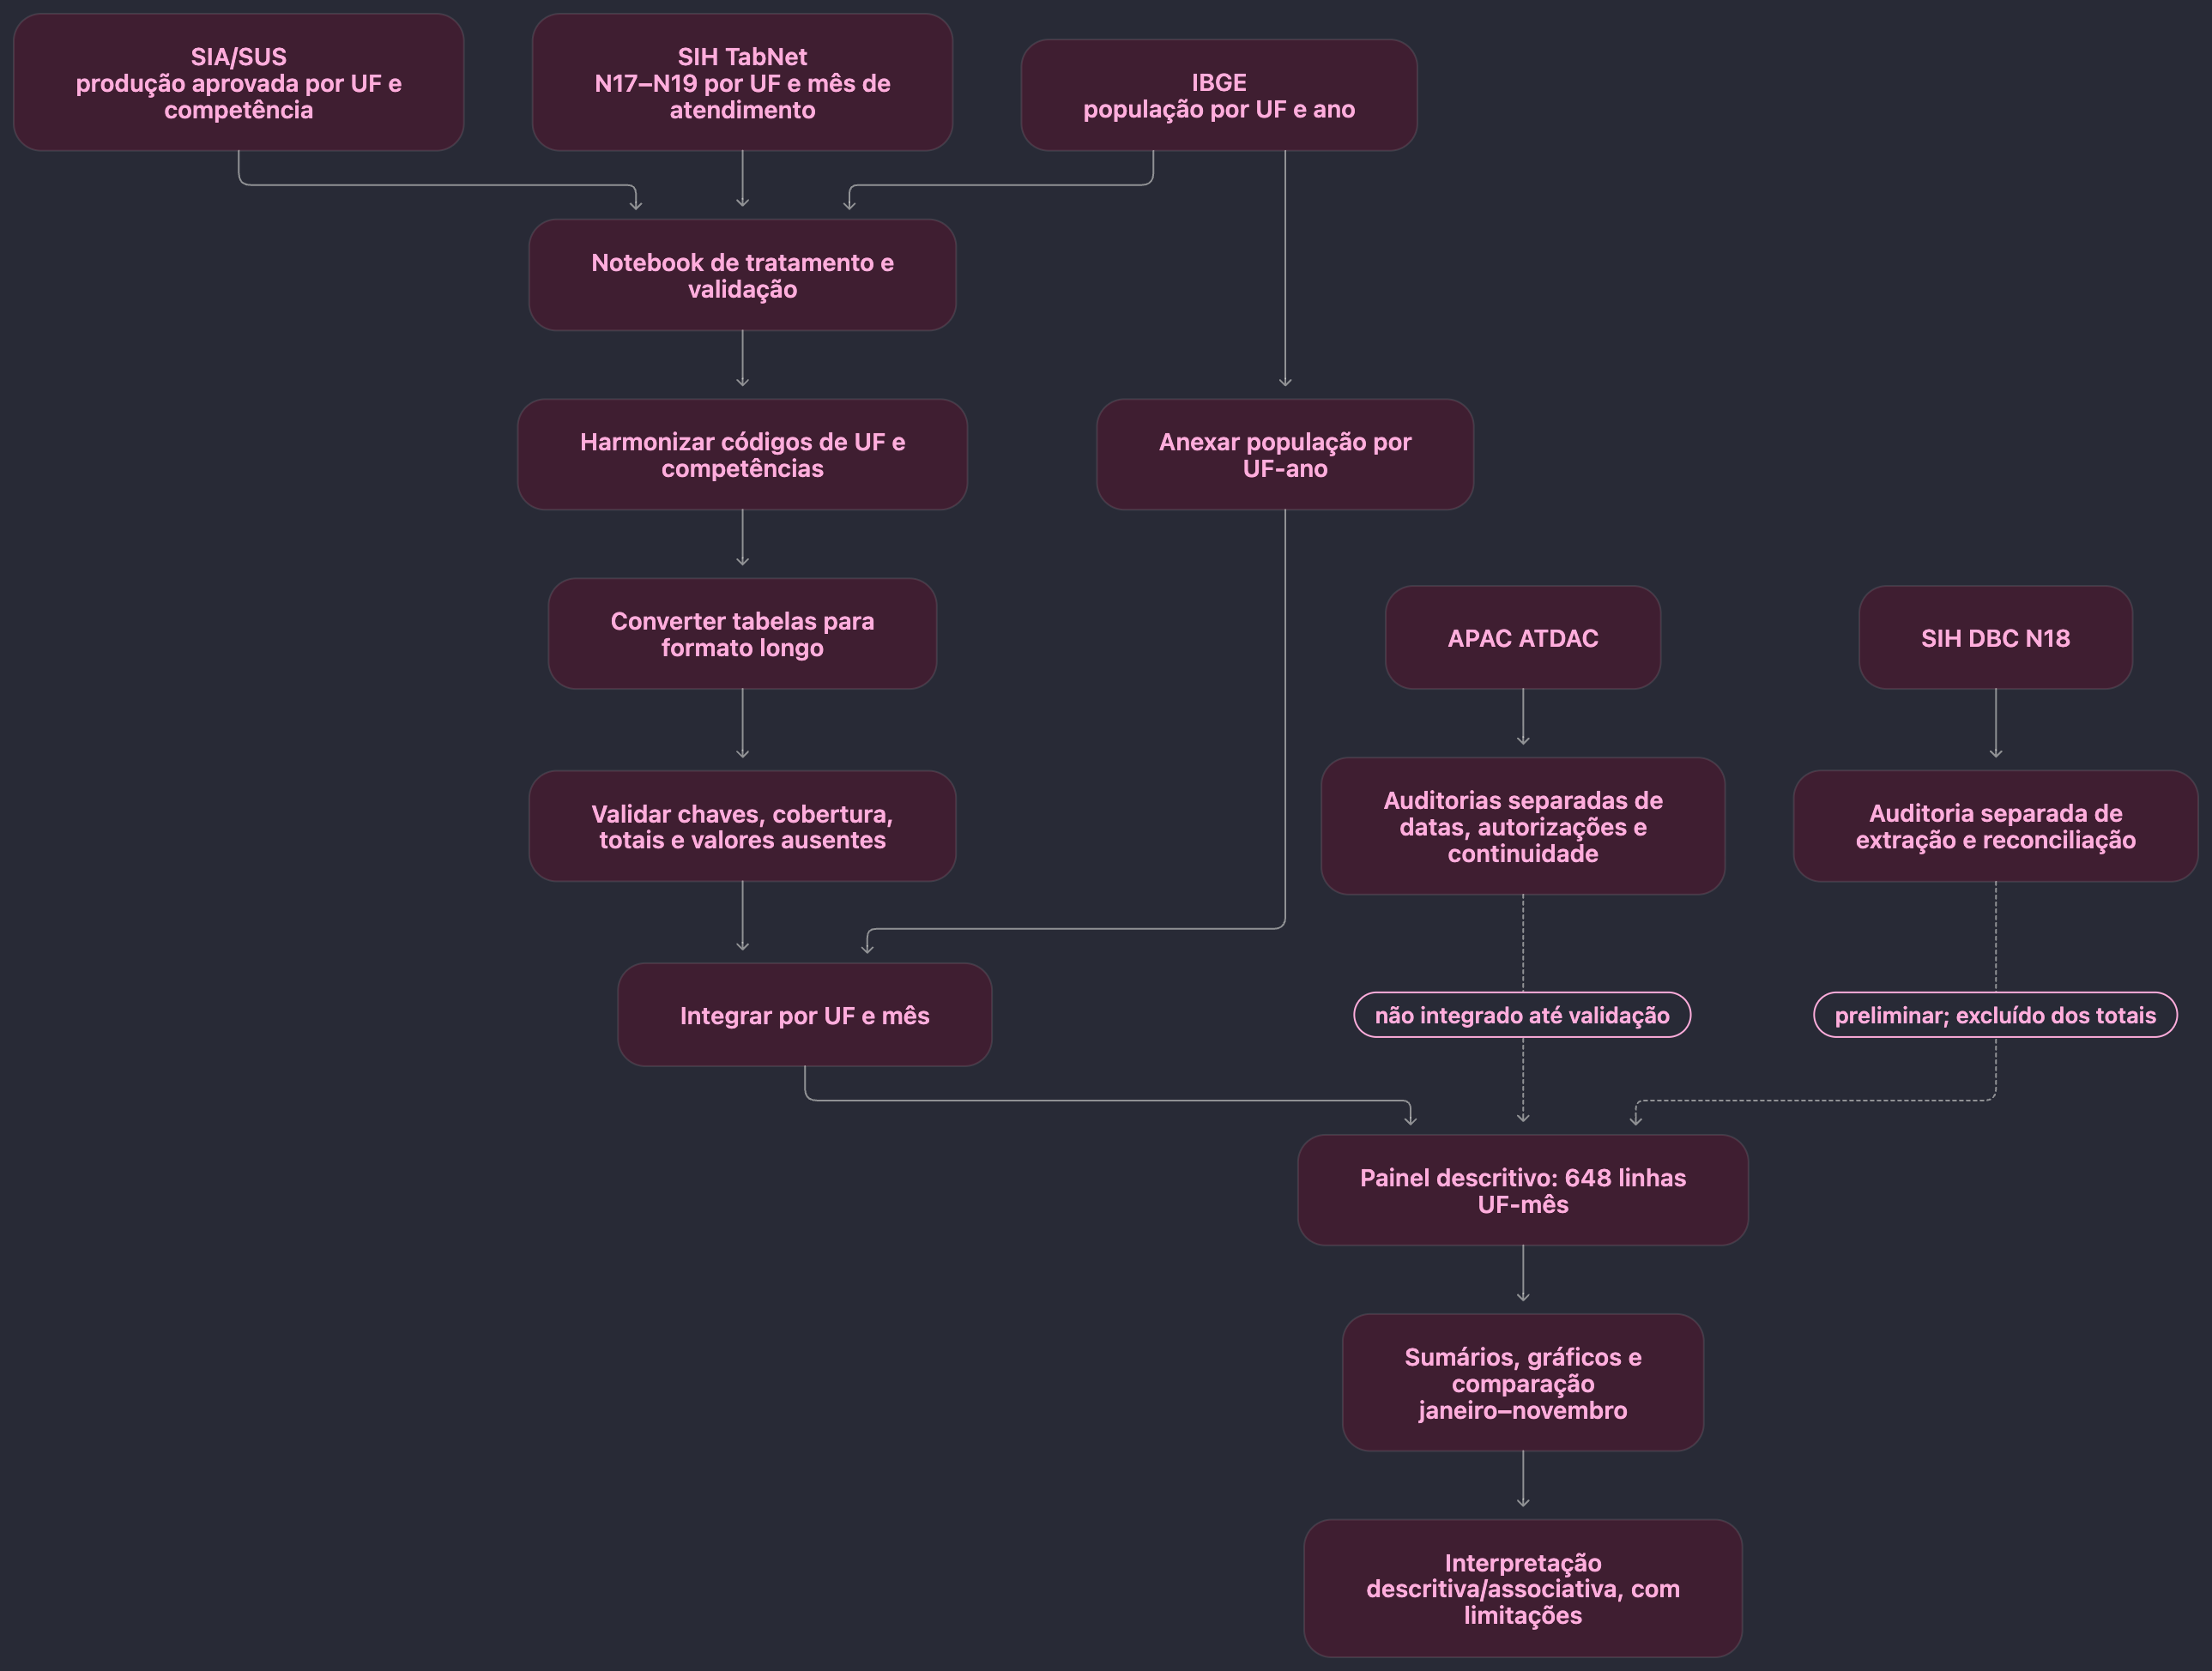 SIA/SUS
produção aprovada por UF e
competência
SIH TabNet
N17–N19 por UF e mês de
atendimento
IBGE
população por UF e ano
Notebook de tratamento e
validação
Harmonizar códigos de UF e
competências
Anexar população por
UF-ano
Converter tabelas para
formato longo
APAC ATDAC
SIH DBC N18
Validar chaves, cobertura,
totais e valores ausentes
Auditorias separadas de
datas, autorizações e
continuidade
Auditoria separada de
extração e reconciliação
Integrar por UF e mês
não integrado até validação
preliminar; excluído dos totais
Painel descritivo: 648 linhas
UF-mês
Sumários, gráficos e
comparação
janeiro–novembro
Interpretação
descritiva/associativa, com
limitações